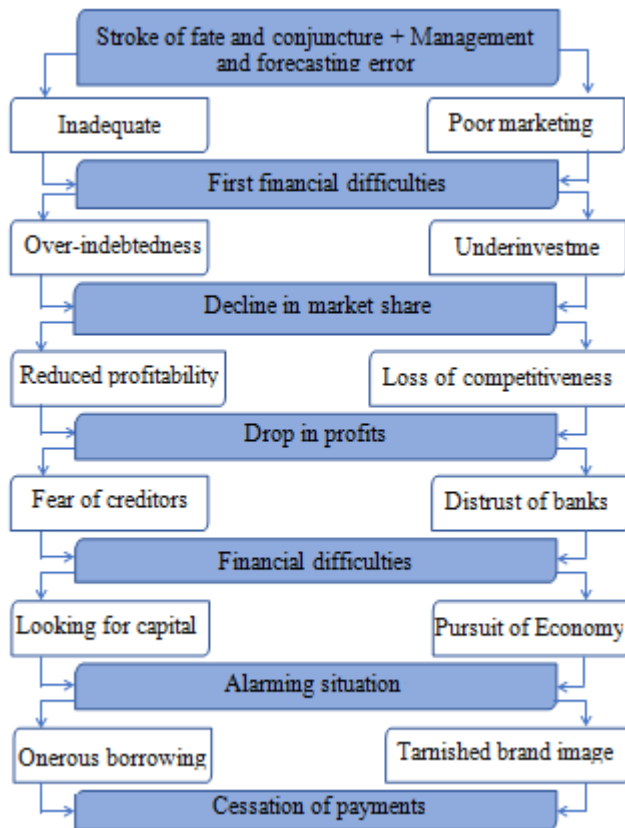 Stroke of fate and conjuncture + Management
and forecasting error
Inadequate
Poor marketing
First financial difficulties
Over-indebtedness
Underinvestme
Decline in market share
Reduced profitability
Loss of competitiveness
Drop in profits
Fear of creditors
Distrust of banks
Financial difficulties
Looking for capital
Pursuit of Economy
Alarming situation
Onerous borrowing
Tarnished brand image
Cessation of payments